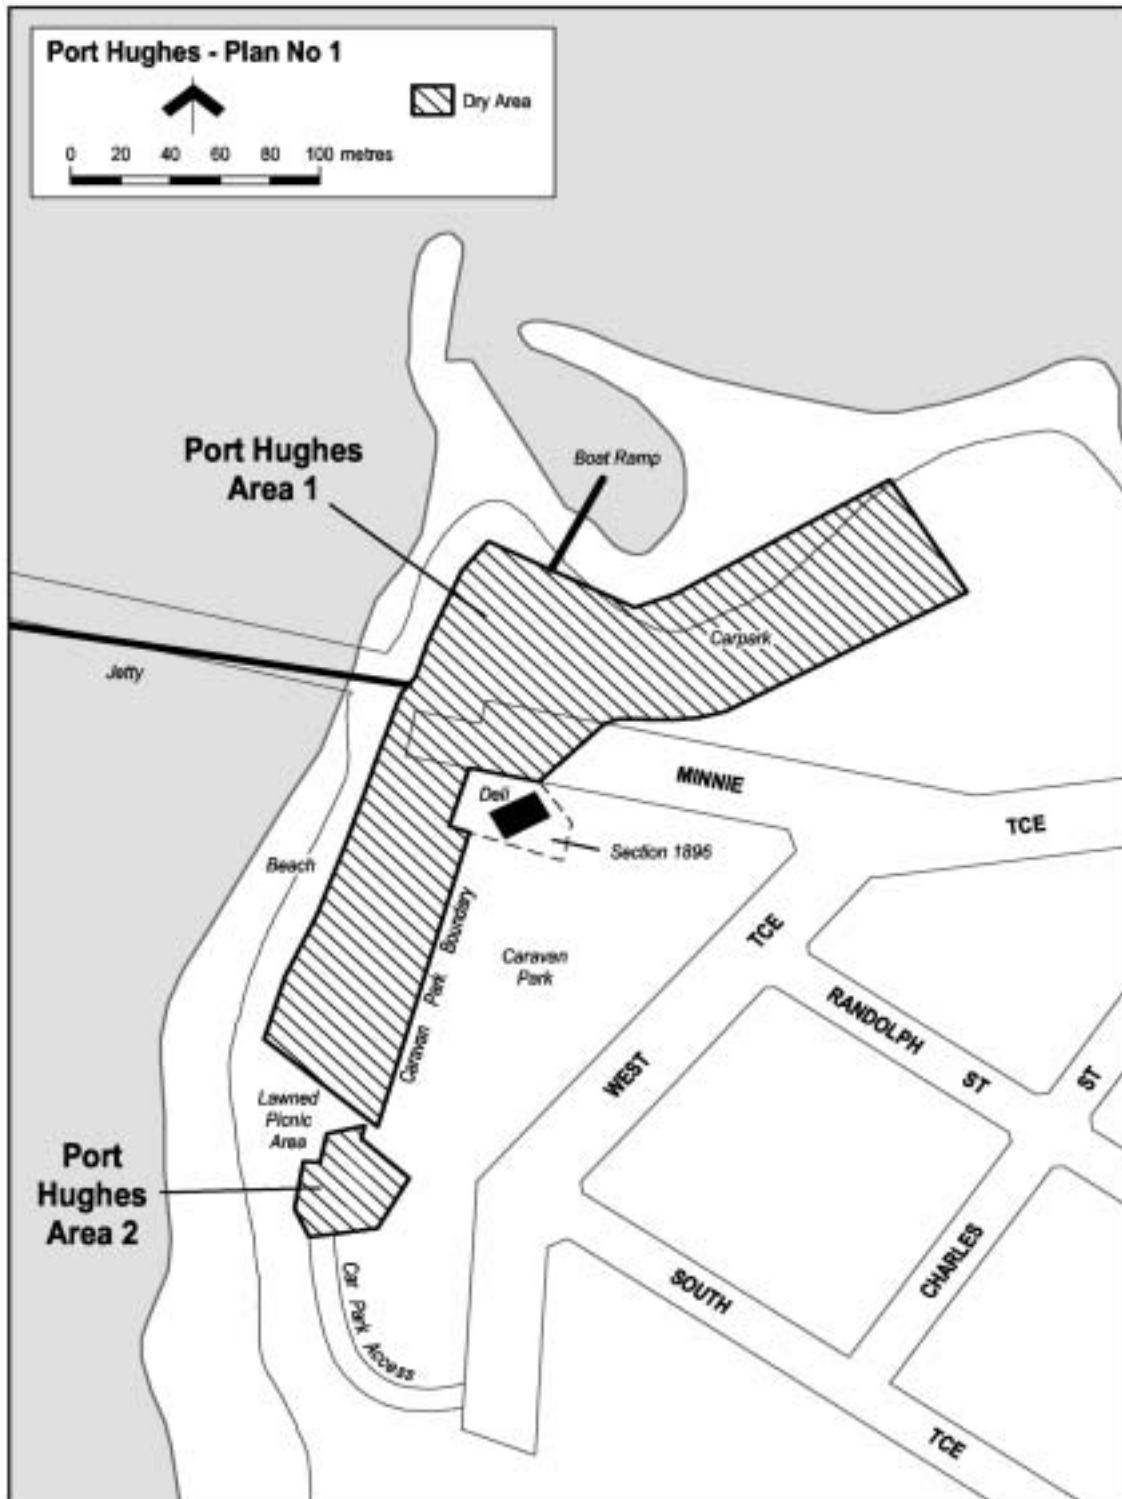 Port Hughes - Plan No 1
Dry Area
0 20 40 60 80 100 metres
Port Hughes
Area 1
Boat Ramp
Carpark
Jetty
MINNIE
TCE
Deli
Section 1896
Beach
Caravan Park Boundary
Caravan
Park
WEST
TCE
RANDOLPH
ST
ST
Lawned
Picnic
Area
Port
Hughes
Area 2
Car Park Access
SOUTH
TCE
CHARLES